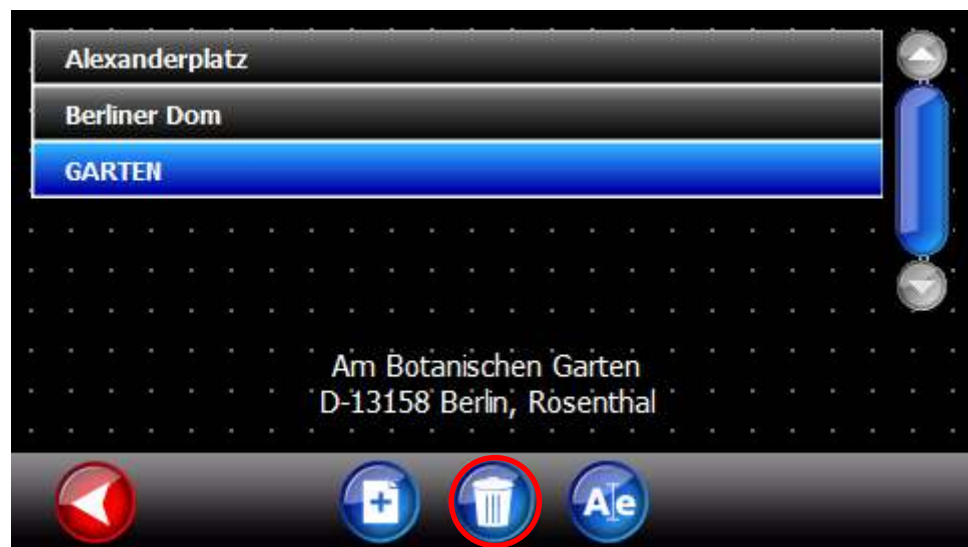 Alexanderplatz
Berliner Dom
GARTEN
Am Botanischen Garten
D-13158 Berlin, Rosenthal
A|e